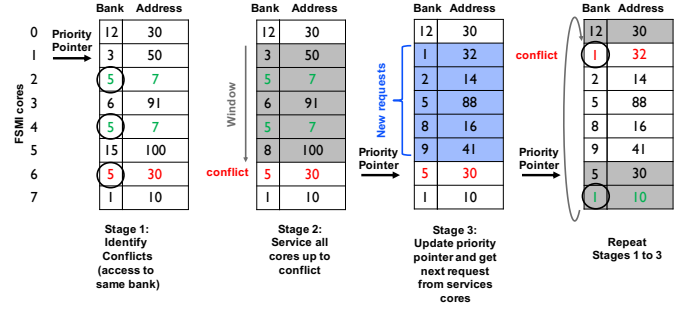 Bank Address
Bank Address
Bank Address
Bank Address
FSMI cores
0
1
2
3
4
5
6
7
Priority
Pointer
12 30
3 50
5 7
6 91
5 7
15 100
5 30
1 10
Stage 1:
Identify
Conflicts
(access to
same bank)
Window
conflict
12 30
3 50
5 7
6 91
5 7
8 100
5 30
1 10
Stage 2:
Service all
cores up to
conflict
New requests
Priority
Pointer
12 30
1 32
2 14
5 88
8 16
9 41
5 30
1 10
Stage 3:
Update priority
pointer and get
next request
from services
cores
conflict
Priority
Pointer
12 30
1 32
2 14
5 88
8 16
9 41
5 30
1 10
Repeat
Stages 1 to 3